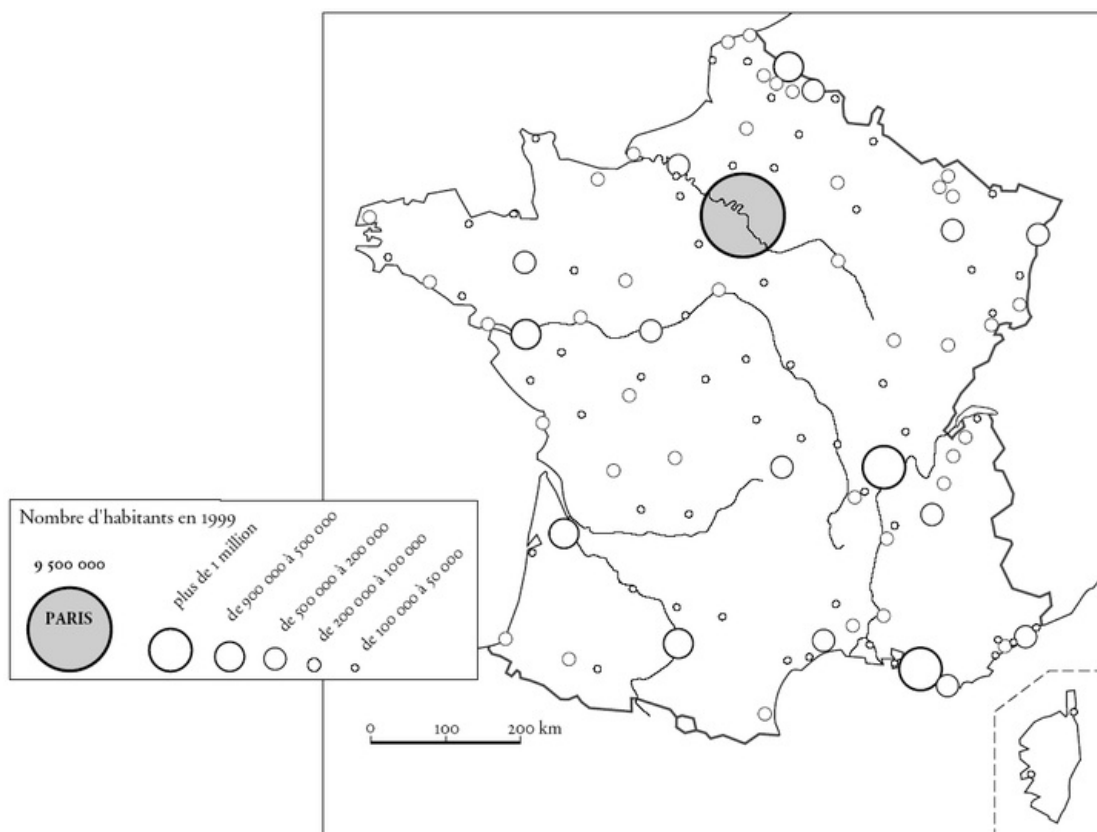 Nombre d'habitants en 1999
9 500 000
PARIS
plus de 1 million
de 900 000 à 500 000
de 500 000 à 200 000
de 200 000 à 100 000
de 100 000 à 50 000
0 100 200 km